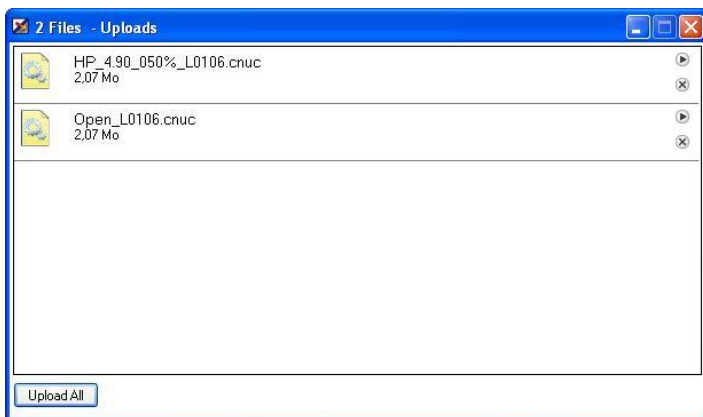 2 Files - Uploads
HP_4.90_050%_L0106.cnuc
2,07 Mo
Open_L0106.cnuc
2,07 Mo
Upload All